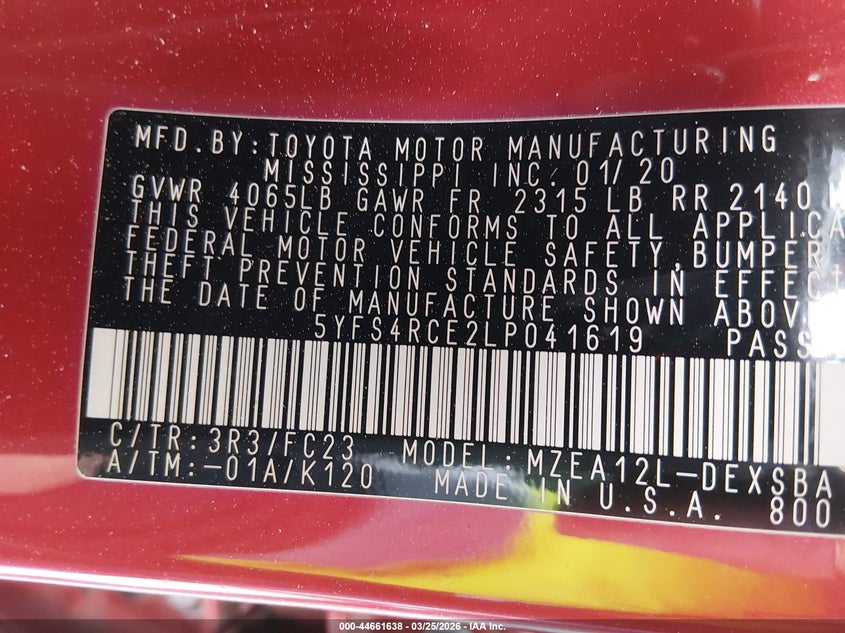 MFD.BY:TOYOTA MOTOR MANUFACTURING
MISSISSIPPI INC. 01/20
GVWR 4065LB GAWR FR 2315 LB RR 2140
THIS VEHICLE CONFORMS TO ALL APPLICA
FEDERAL MOTOR VEHICLE SAFETY,BUMPER
THEFT PREVENTION STANDARDS IN EFFECT
THE DATE OF MANUFACTURE SHOWN ABOV
5YFS4RCE2LP041619 PASS
C/TR:3R3/FC23 MODEL:MZEA12L-DEXSBA
A/TM:-01A/K120 MADE IN U.S.A. 800
000-44661638 - 03/25/2026 - IAA Inc.